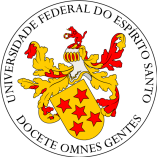 UNIVERSIDADE FEDERAL DO ESPÍRITO SANTO
DOCETE OMNES GENTES